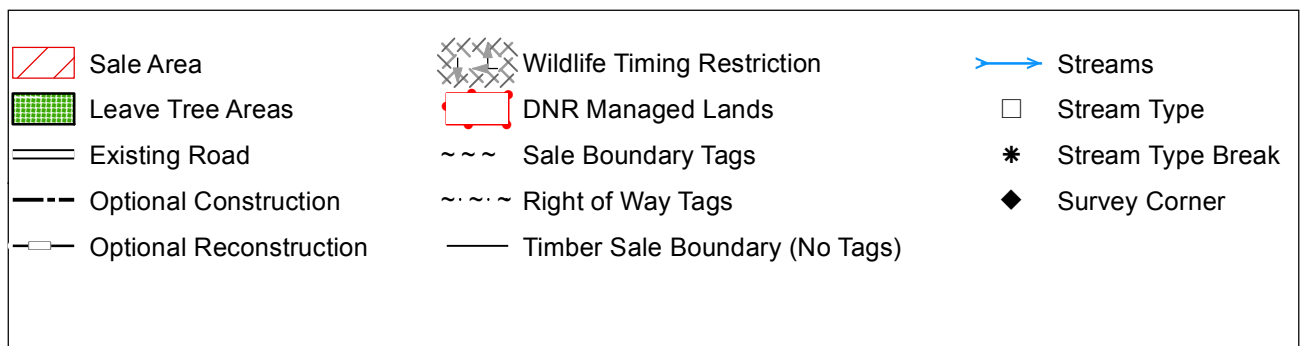 Sale Area
Leave Tree Areas
Existing Road
Optional Construction
Optional Reconstruction
Wildlife Timing Restriction
DNR Managed Lands
Sale Boundary Tags
Right of Way Tags
Timber Sale Boundary (No Tags)
Streams
Stream Type
Stream Type Break
Survey Corner